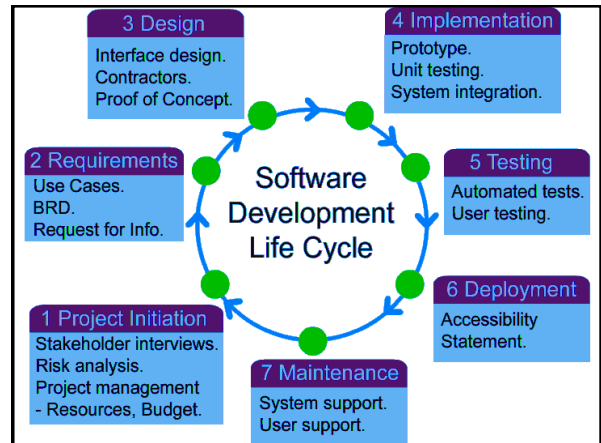 3 Design
Interface design.
Contractors.
Proof of Concept.
4 Implementation
Prototype.
Unit testing.
System integration.
2 Requirements
Use Cases.
BRD.
Request for Info.
Software
Development
Life Cycle
5 Testing
Automated tests.
User testing.
1 Project Initiation
Stakeholder interviews.
Risk analysis.
Project management
- Resources, Budget.
6 Deployment
Accessibility
Statement.
7 Maintenance
System support.
User support.